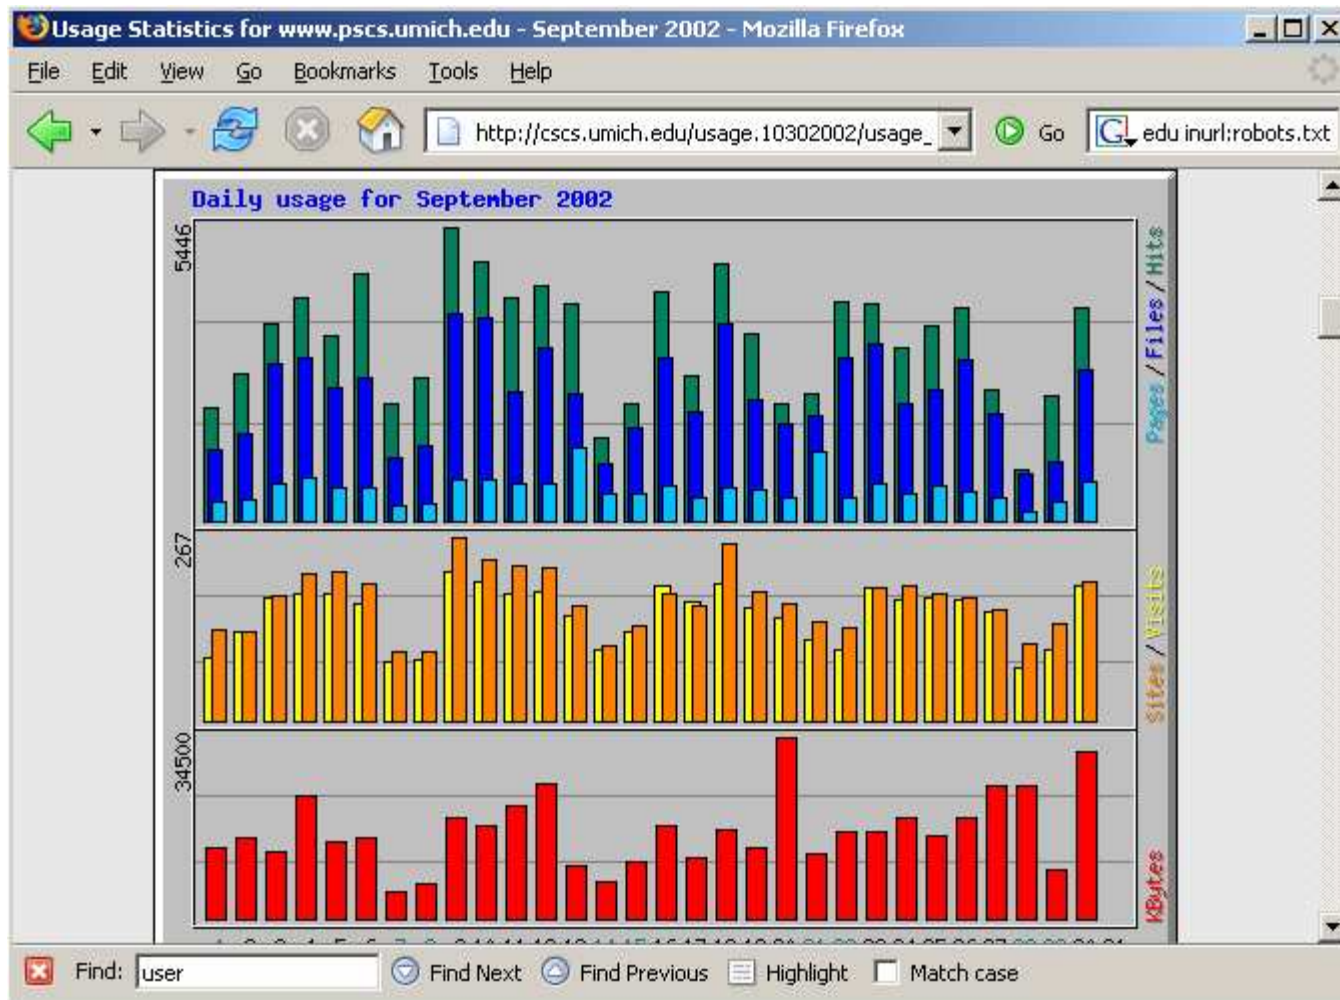 Usage Statistics for www.pscs.umich.edu - September 2002 - Mozilla Firefox
File Edit View Go Bookmarks Tools Help
http://cscs.umich.edu/usage.10302002/usage_ Go edu inurl:robots.txt
Daily usage for September 2002
5446
Pages / Files / Hits
267
Sites / Visits
34500
KBytes
Find: user Find Next Find Previous Highlight Match case